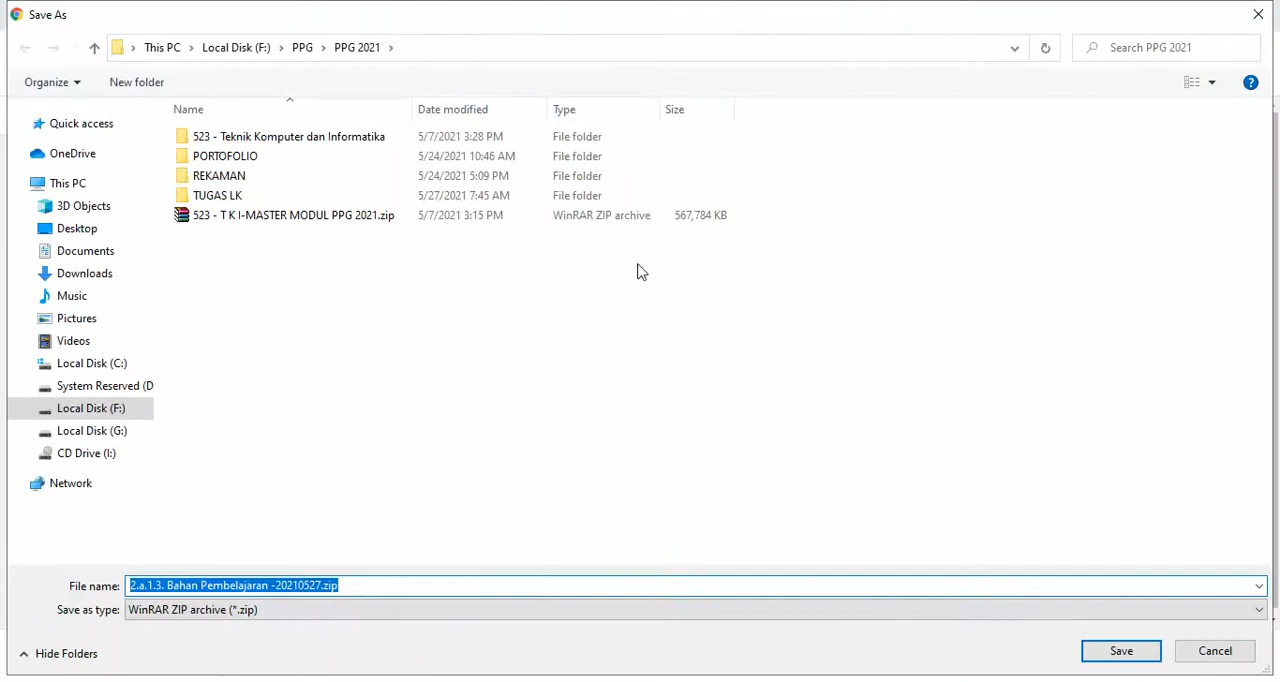 Save As
This PC > Local Disk (F:) > PPG > PPG 2021 >
Search PPG 2021
Organize
New folder
Name Date modified Type Size
523 - Teknik Komputer dan Informatika 5/7/2021 3:28 PM File folder
PORTOFOLIO 5/24/2021 10:46 AM File folder
REKAMAN 5/24/2021 5:09 PM File folder
TUGAS LK 5/27/2021 7:45 AM File folder
523 - T K I-MASTER MODUL PPG 2021.zip 5/7/2021 3:15 PM WinRAR ZIP archive 567,784 KB
Quick access
OneDrive
This PC
3D Objects
Desktop
Documents
Downloads
Music
Pictures
Videos
Local Disk (C:)
System Reserved (D
Local Disk (F:)
Local Disk (G:)
CD Drive (I:)
Network
File name: 2.a.1.3. Bahan Pembelajaran -20210527.zip
Save as type: WinRAR ZIP archive (*.zip)
Hide Folders
Save
Cancel